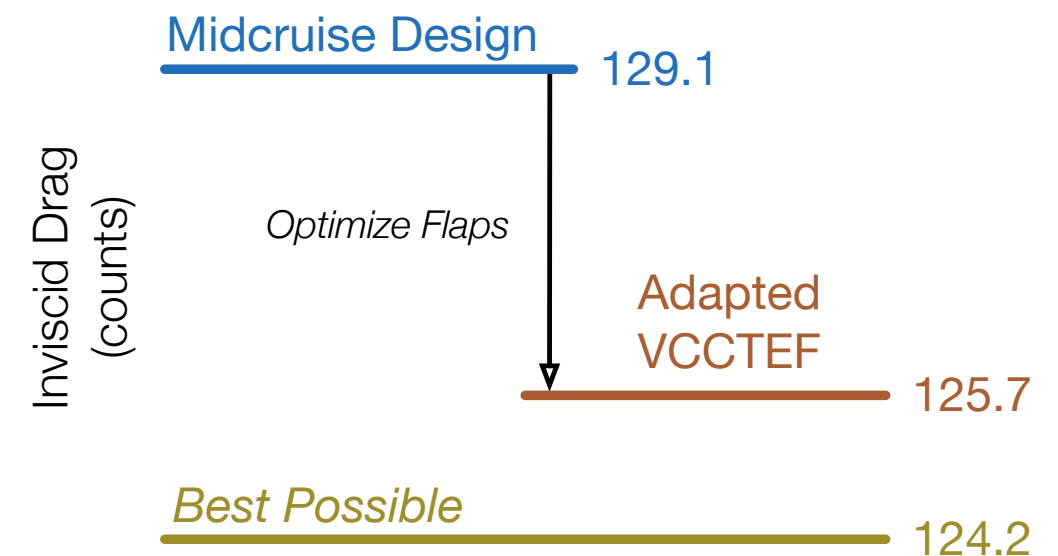 Midcruise Design
129.1
Inviscid Drag
(counts)
Optimize Flaps
Adapted
VCCTEF
125.7
Best Possible
124.2